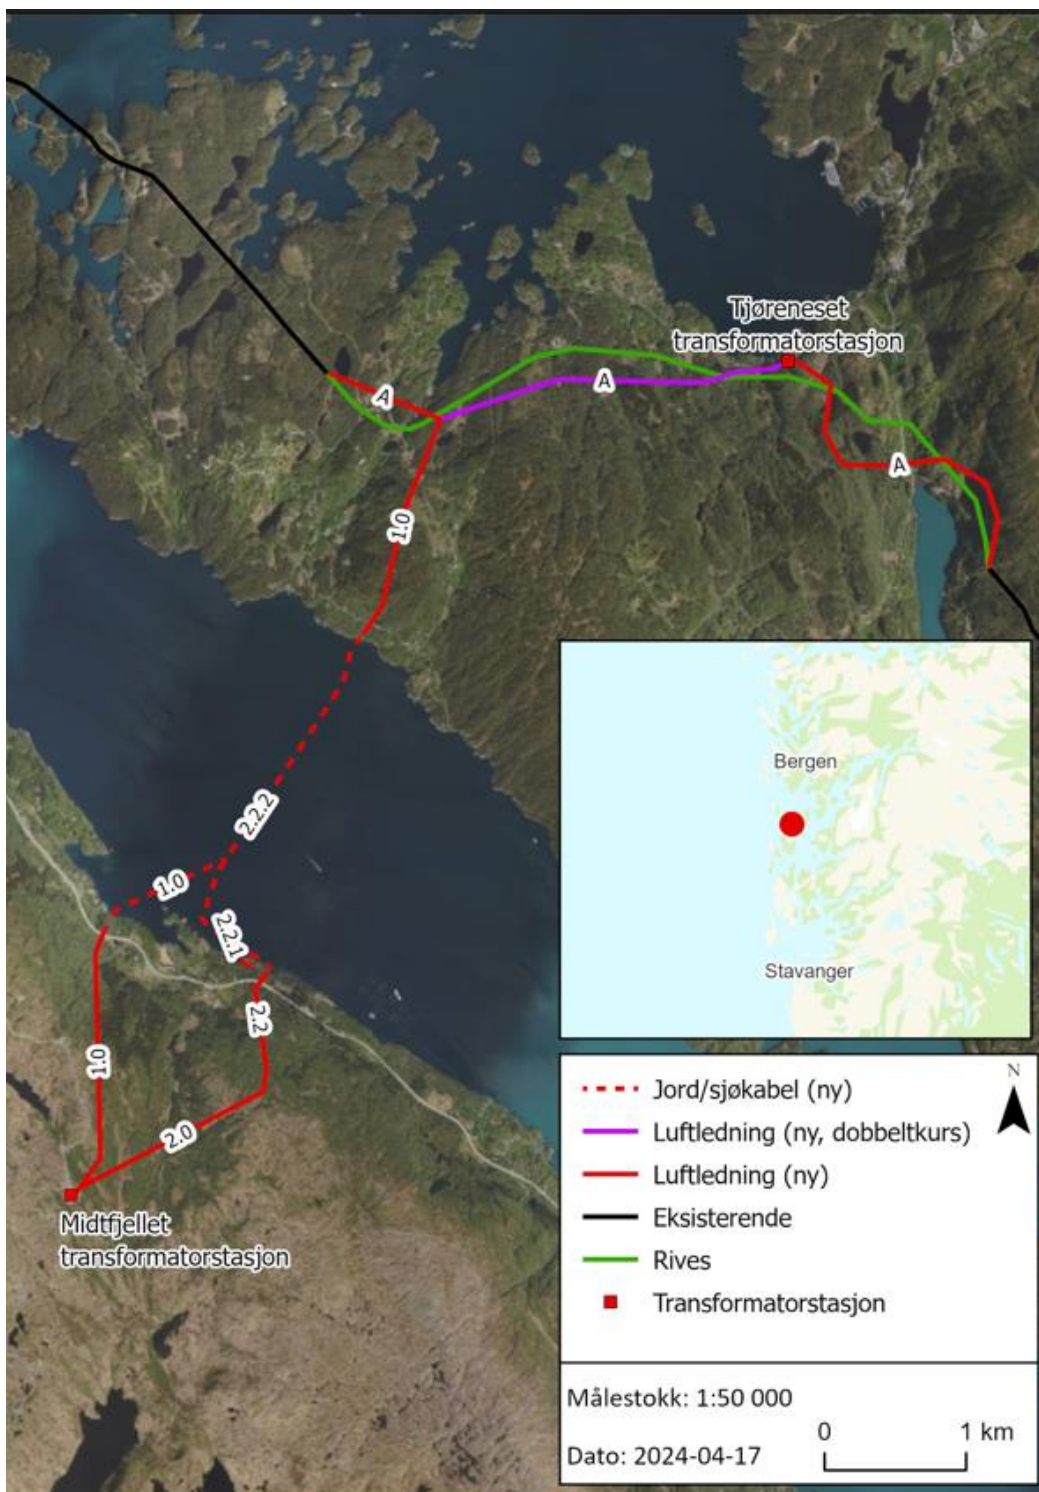 Tjøreneset
transformatorstasjon
A
A
A
1.0
2.2.2
1.0
2.2.1
2.2
1.0
2.0
Midtfjellet
transformatorstasjon
Bergen
Stavanger
N
Jord/sjøkabel (ny)
Luftledning (ny, dobbeltkurs)
Luftledning (ny)
Eksisterende
Rives
Transformatorstasjon
Målestokk: 1:50 000
0 1 km
Dato: 2024-04-17